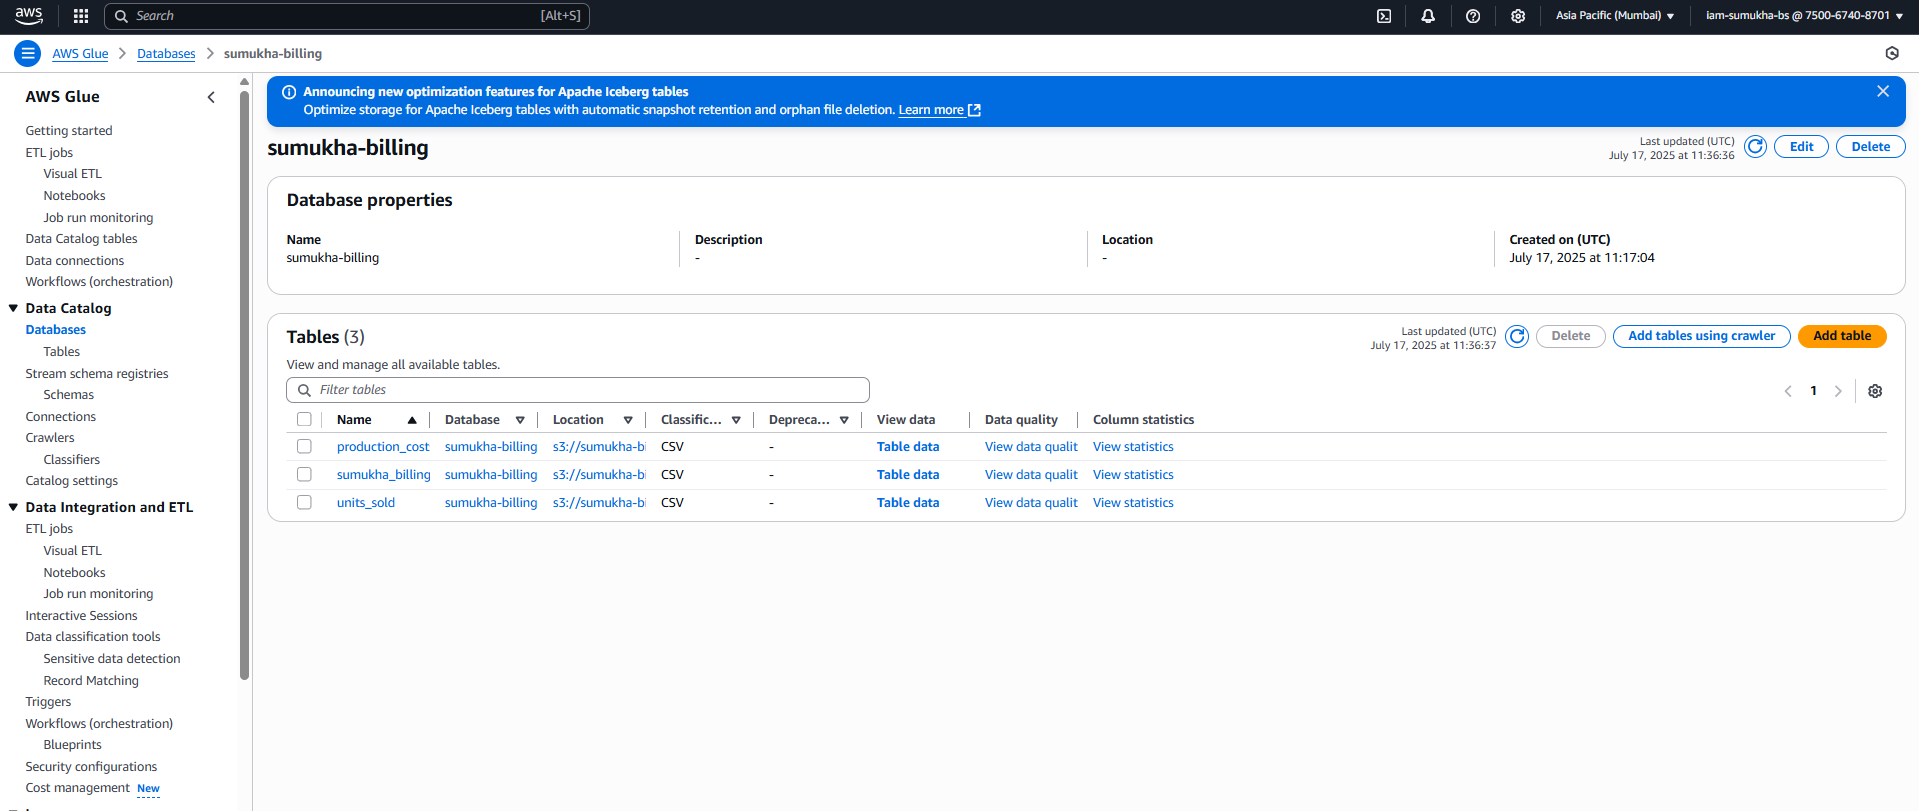 aws
Search [Alt+S]
Asia Pacific (Mumbai) ▼
iam-sumukha-bs @ 7500-6740-8701 ▼
AWS Glue > Databases > sumukha-billing
AWS Glue
Getting started
ETL jobs
Visual ETL
Notebooks
Job run monitoring
Data Catalog tables
Data connections
Workflows (orchestration)
Data Catalog
Databases
Tables
Stream schema registries
Schemas
Connections
Crawlers
Classifiers
Catalog settings
Data Integration and ETL
ETL jobs
Visual ETL
Notebooks
Job run monitoring
Interactive Sessions
Data classification tools
Sensitive data detection
Record Matching
Triggers
Workflows (orchestration)
Blueprints
Security configurations
Cost management New
Announcing new optimization features for Apache Iceberg tables
Optimize storage for Apache Iceberg tables with automatic snapshot retention and orphan file deletion. Learn more
sumukha-billing
Last updated (UTC)
July 17, 2025 at 11:36:36
Edit
Delete
Database properties
Name
sumukha-billing
Description
-
Location
-
Created on (UTC)
July 17, 2025 at 11:17:04
Tables (3)
Last updated (UTC)
July 17, 2025 at 11:36:37
Delete
Add tables using crawler
Add table
View and manage all available tables.
Filter tables
1
Name Database Location Classific... Depreca... View data Data quality Column statistics
production_cost sumukha-billing s3://sumukha-bi CSV - Table data View data qualit View statistics
sumukha_billing sumukha-billing s3://sumukha-bi CSV - Table data View data qualit View statistics
units_sold sumukha-billing s3://sumukha-bi CSV - Table data View data qualit View statistics